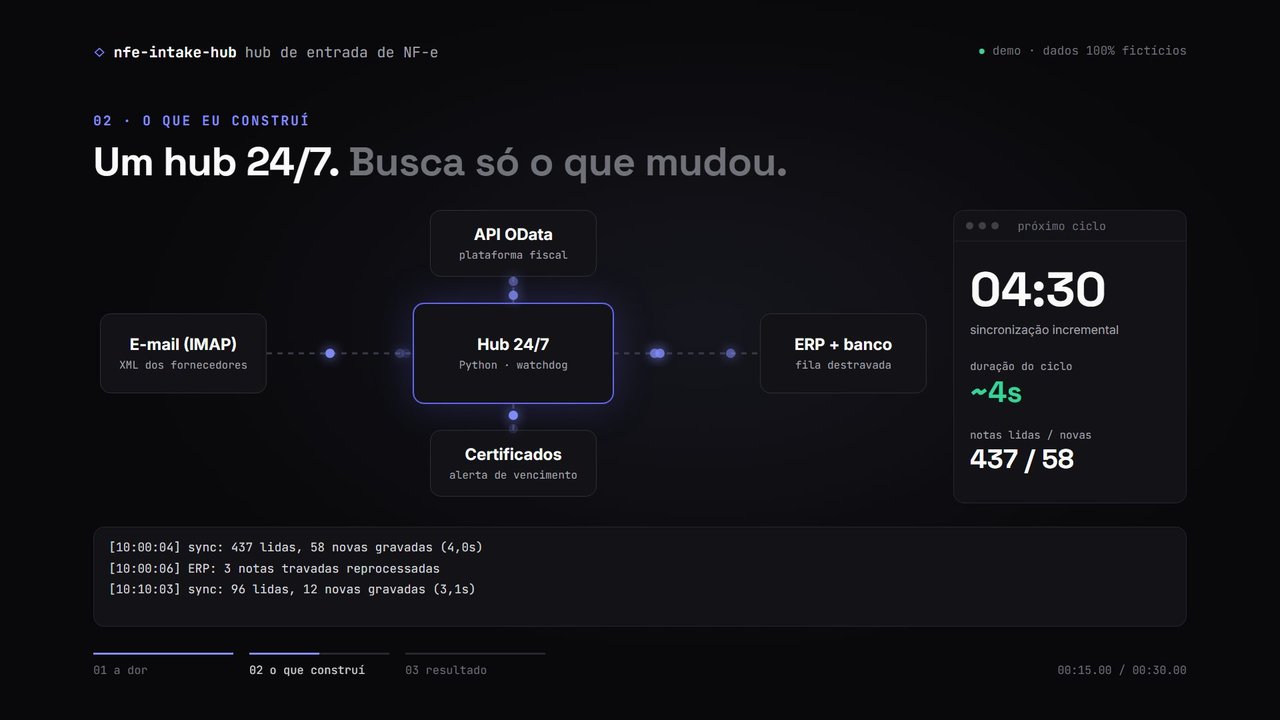 nfe-intake-hub hub de entrada de NF-e
demo · dados 100% fictícios
02 · O QUE EU CONSTRUÍ
Um hub 24/7. Busca só o que mudou.
API OData
plataforma fiscal
E-mail (IMAP)
XML dos fornecedores
Hub 24/7
Python · watchdog
ERP + banco
fila destravada
Certificados
alerta de vencimento
próximo ciclo
04:30
sincronização incremental
duração do ciclo
~4s
notas lidas / novas
437 / 58
[10:00:04] sync: 437 lidas, 58 novas gravadas (4,0s)
[10:00:06] ERP: 3 notas travadas reprocessadas
[10:10:03] sync: 96 lidas, 12 novas gravadas (3,1s)
01 a dor
02 o que construí
03 resultado
00:15.00 / 00:30.00